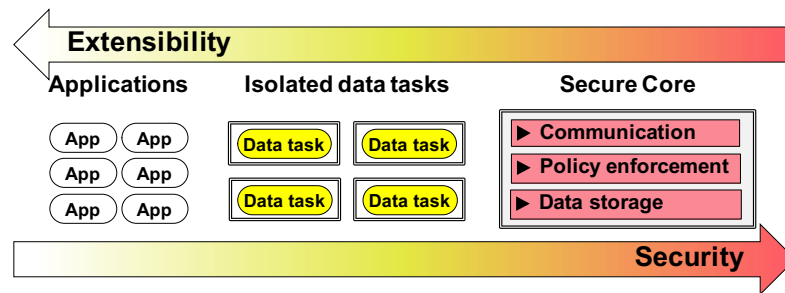 Extensibility
Applications Isolated data tasks Secure Core
App App Data task Data task ► Communication
App App ► Policy enforcement
App App Data task Data task ► Data storage
Security